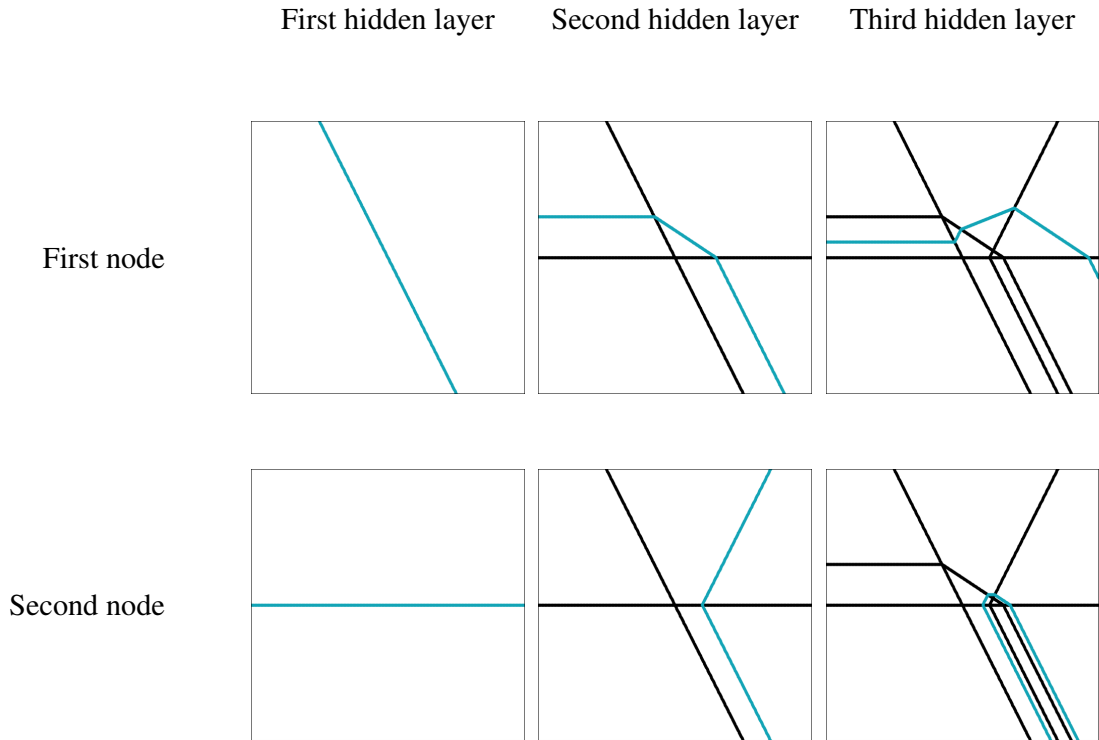 First hidden layer
Second hidden layer
Third hidden layer
First node
Second node